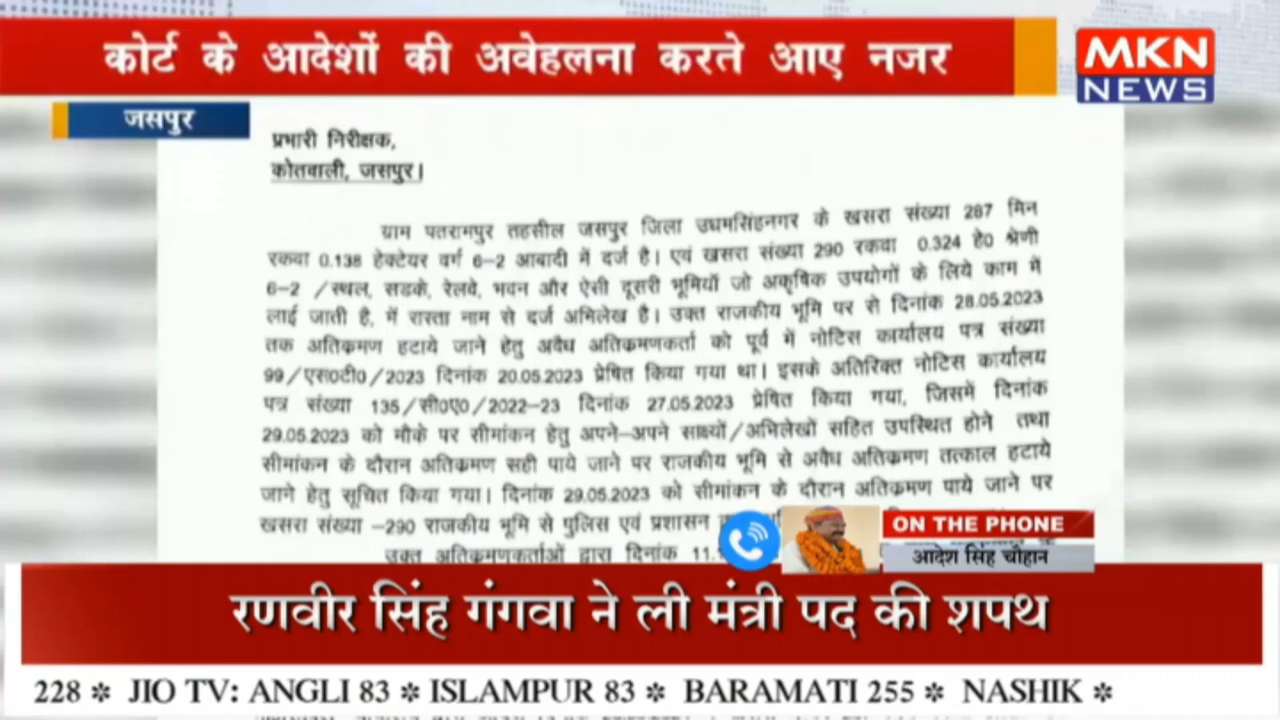 कोर्ट के आदेशों की अवेहलना करते आए नजर
MKN
NEWS
जसपुर
प्रभारी निरीक्षक,
कोतवाली, जसपुर।
ग्राम पतरामपुर तहसील जसपुर जिला उधमसिंहनगर के खसरा संख्या 287 मिन
रकवा 0.138 हेक्टेयर वर्ग 6-2 आबादी में दर्ज है। एवं खसरा संख्या 290 रकवा 0.324 हे0 श्रेणी
6-2 /स्थल, सडके, रेलवे, भवन और ऐसी दूसरी भूमियों जो अकृषिक उपयोगों के लिये काम में
लाई जाती है, में रास्ता नाम से दर्ज अभिलेख है। उक्त राजकीय भूमि पर से दिनांक 28.05.2023
तक अतिक्रमण हटाये जाने हेतु अवैध अतिक्रमणकर्ता को पूर्व में नोटिस कार्यालय पत्र संख्या
99/एस0टी0/2023 दिनांक 20.05.2023 प्रेषित किया गया था। इसके अतिरिक्त नोटिस कार्यालय
पत्र संख्या 135/सी0ए0/2022-23 दिनांक 27.05.2023 प्रेषित किया गया, जिसमें दिनांक
29.05.2023 को मौके पर सीमांकन हेतु अपने-अपने साक्ष्यों/अभिलेखों सहित उपस्थित होने तथा
सीमांकन के दौरान अतिक्रमण सही पाये जाने पर राजकीय भूमि से अवैध अतिक्रमण तत्काल हटाये
जाने हेतु सूचित किया गया। दिनांक 29.05.2023 को सीमांकन के दौरान अतिक्रमण पाये जाने पर
खसरा संख्या -290 राजकीय भूमि से पुलिस एवं प्रशासन
उक्त अतिक्रमणकर्ताओं द्वारा दिनांक 11.
ON THE PHONE
आदेश सिंह चौहान
रणवीर सिंह गंगवा ने ली मंत्री पद की शपथ
228 ❊ JIO TV: ANGLI 83 ❊ ISLAMPUR 83 ❊ BARAMATI 255 ❊ NASHIK ❊